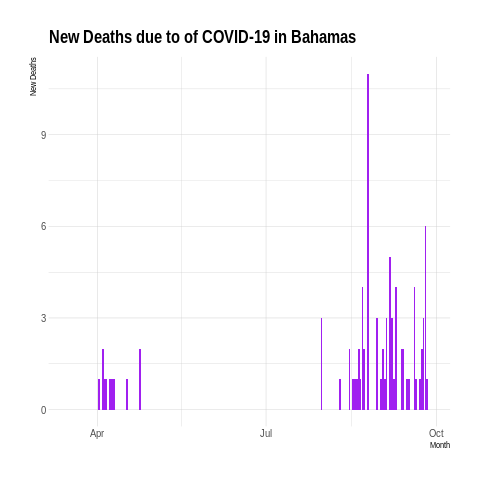 New Deaths due to of COVID-19 in Bahamas
New Deaths
9
6
3
0
Apr
Jul
Oct
Month